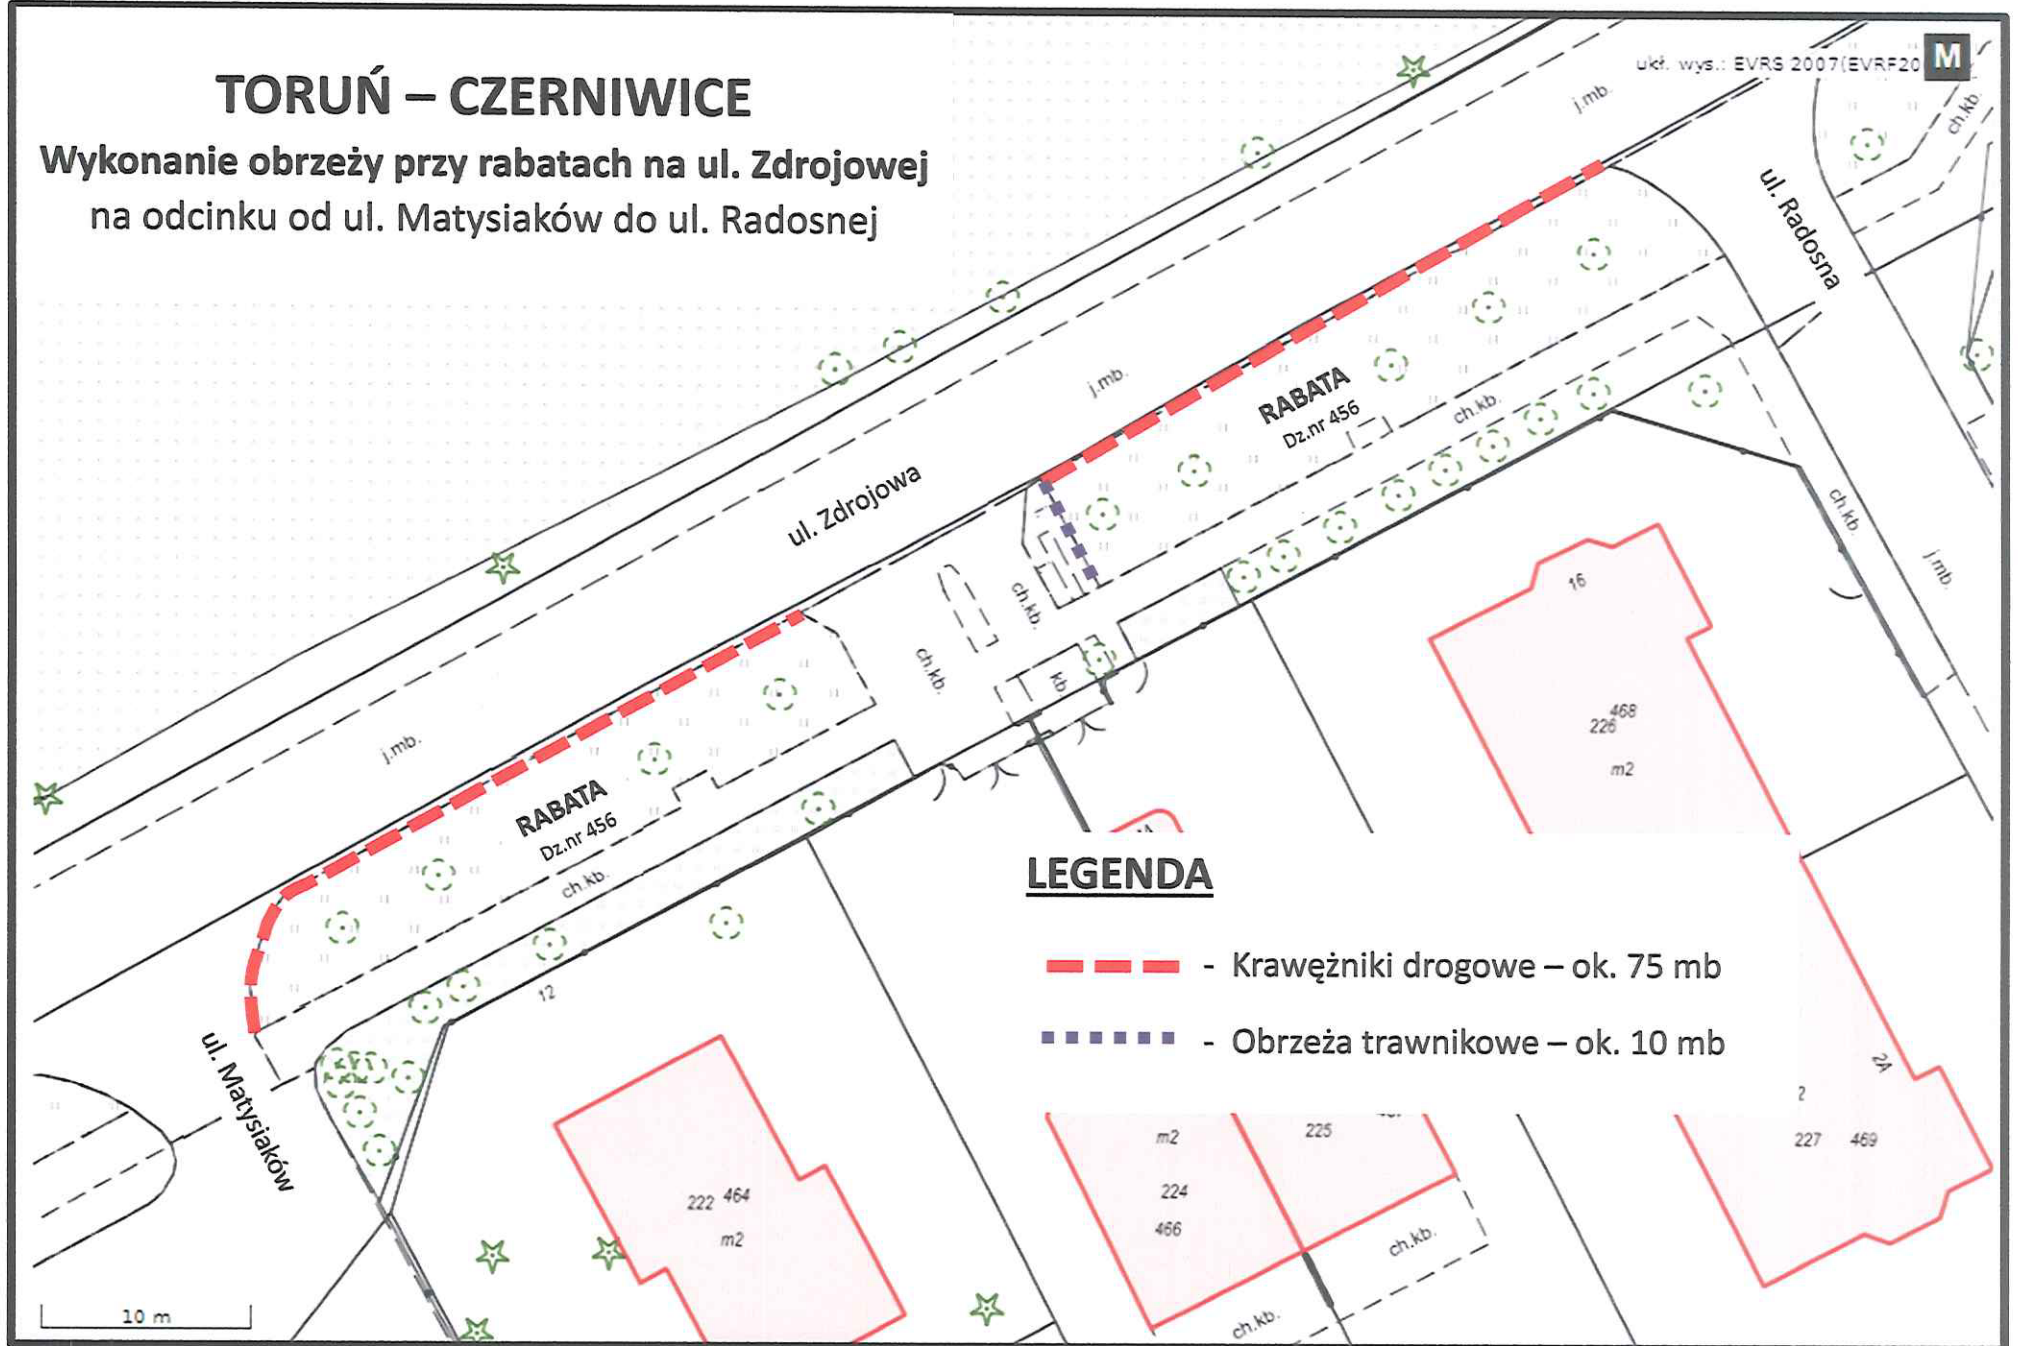 TORUŃ – CZERNIWICE
Wykonanie obrzeży przy rabatach na ul. Zdrojowej
na odcinku od ul. Matysiaków do ul. Radosnej
ukł. wys.: EVRS 2007(EVRF20
M
j.mb.
ch.kb.
ul. Radosna
j.mb.
RABATA
Dz.nr 456
ch.kb.
ul. Zdrojowa
ch.kb.
j.mb.
16
ch.kb.
ch.kb.
kb.
468
226
m2
j.mb.
RABATA
Dz.nr 456
ch.kb.
12
ul. Matysiaków
LEGENDA
- Krawężniki drogowe – ok. 75 mb
- Obrzeża trawnikowe – ok. 10 mb
2A
2
227 469
m2
225
224
466
222 464
m2
ch.kb.
ch.kb.
10 m